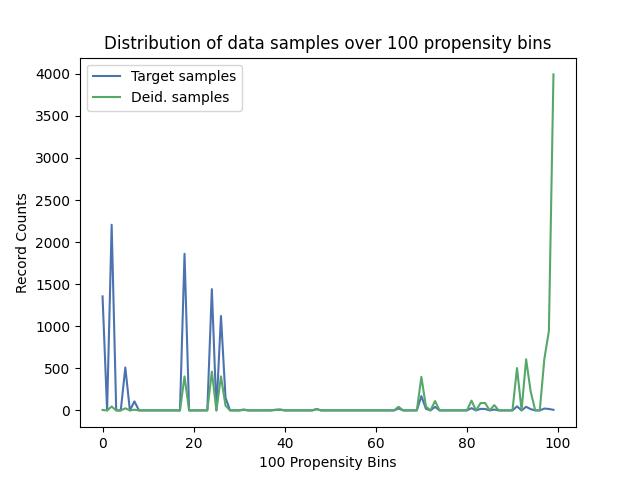 Distribution of data samples over 100 propensity bins
Target samples
Deid. samples
4000
3500
3000
2500
2000
1500
1000
500
0
Record Counts
0 20 40 60 80 100
100 Propensity Bins